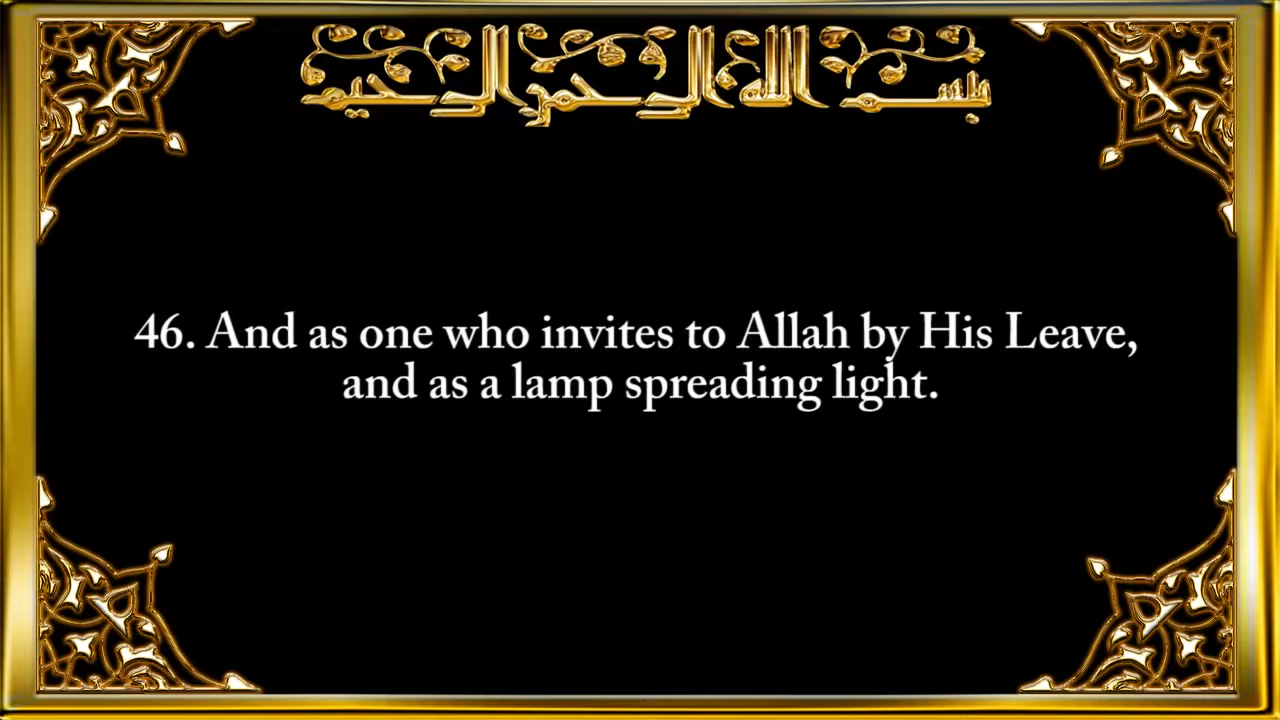 بسم الله الرحمن الرحيم
46. And as one who invites to Allah by His Leave,
and as a lamp spreading light.